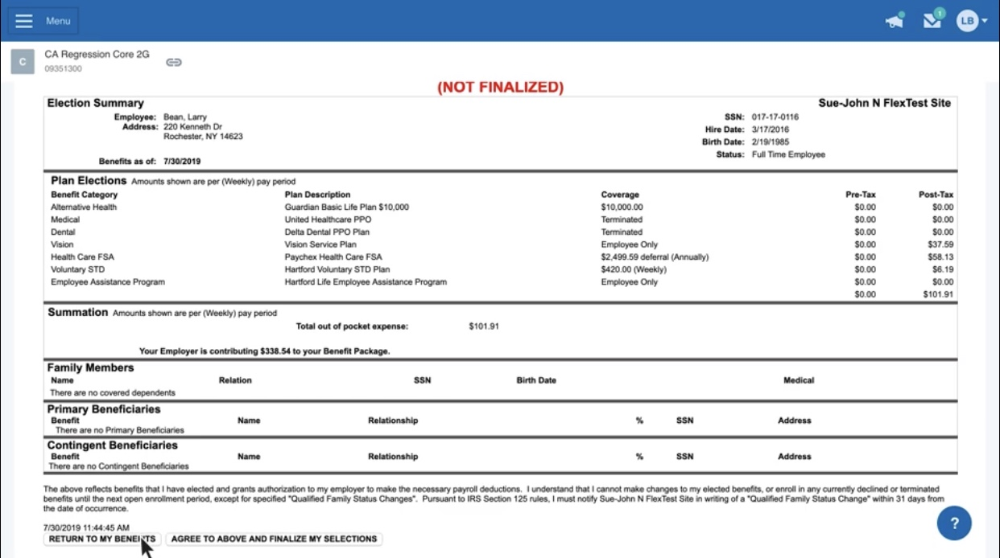 Menu
1
LB
C
CA Regression Core 2G
09351300
(NOT FINALIZED)
Election Summary Sue-John N FlexTest Site
Employee: Bean, Larry SSN: 017-17-0116
Address: 220 Kenneth Dr Hire Date: 3/17/2016
Rochester, NY 14623 Birth Date: 2/19/1985
Status: Full Time Employee
Benefits as of: 7/30/2019
Plan Elections Amounts shown are per (Weekly) pay period
Benefit Category Plan Description Coverage Pre-Tax Post-Tax
Alternative Health Guardian Basic Life Plan $10,000 $10,000.00 $0.00 $0.00
Medical United Healthcare PPO Terminated $0.00 $0.00
Dental Delta Dental PPO Plan Terminated $0.00 $0.00
Vision Vision Service Plan Employee Only $0.00 $37.59
Health Care FSA Paychex Health Care FSA $2,499.59 deferral (Annually) $0.00 $58.13
Voluntary STD Hartford Voluntary STD Plan $420.00 (Weekly) $0.00 $6.19
Employee Assistance Program Hartford Life Employee Assistance Program Employee Only $0.00 $0.00
$0.00 $101.91
Summation Amounts shown are per (Weekly) pay period
Total out of pocket expense: $101.91
Your Employer is contributing $338.54 to your Benefit Package.
Family Members
Name Relation SSN Birth Date Medical
There are no covered dependents
Primary Beneficiaries
Benefit Name Relationship % SSN Address
There are no Primary Beneficiaries
Contingent Beneficiaries
Benefit Name Relationship % SSN Address
There are no Contingent Beneficiaries
The above reflects benefits that I have elected and grants authorization to my employer to make the necessary payroll deductions. I understand that I cannot make changes to my elected benefits, or enroll in any currently declined or terminated
benefits until the next open enrollment period, except for specified "Qualified Family Status Changes". Pursuant to IRS Section 125 rules, I must notify Sue-John N FlexTest Site in writing of a "Qualified Family Status Change" within 31 days from
the date of occurrence.
7/30/2019 11:44:45 AM
RETURN TO MY BENEFITS AGREE TO ABOVE AND FINALIZE MY SELECTIONS
?